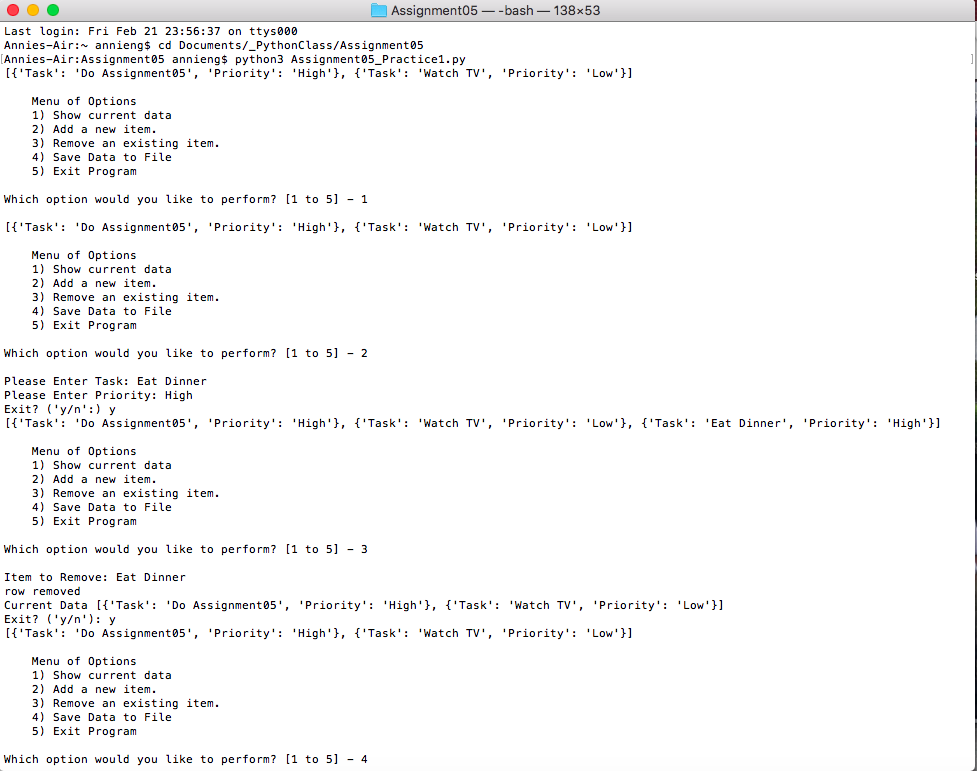 Assignment05 — -bash — 138×53
Last login: Fri Feb 21 23:56:37 on ttys000
Annies-Air:~ annieng$ cd Documents/_PythonClass/Assignment05
[Annies-Air:Assignment05 annieng$ python3 Assignment05_Practice1.py ]
[{'Task': 'Do Assignment05', 'Priority': 'High'}, {'Task': 'Watch TV', 'Priority': 'Low'}]
Menu of Options
1) Show current data
2) Add a new item.
3) Remove an existing item.
4) Save Data to File
5) Exit Program
Which option would you like to perform? [1 to 5] - 1
[{'Task': 'Do Assignment05', 'Priority': 'High'}, {'Task': 'Watch TV', 'Priority': 'Low'}]
Menu of Options
1) Show current data
2) Add a new item.
3) Remove an existing item.
4) Save Data to File
5) Exit Program
Which option would you like to perform? [1 to 5] - 2
Please Enter Task: Eat Dinner
Please Enter Priority: High
Exit? ('y/n':) y
[{'Task': 'Do Assignment05', 'Priority': 'High'}, {'Task': 'Watch TV', 'Priority': 'Low'}, {'Task': 'Eat Dinner', 'Priority': 'High'}]
Menu of Options
1) Show current data
2) Add a new item.
3) Remove an existing item.
4) Save Data to File
5) Exit Program
Which option would you like to perform? [1 to 5] - 3
Item to Remove: Eat Dinner
row removed
Current Data [{'Task': 'Do Assignment05', 'Priority': 'High'}, {'Task': 'Watch TV', 'Priority': 'Low'}]
Exit? ('y/n'): y
[{'Task': 'Do Assignment05', 'Priority': 'High'}, {'Task': 'Watch TV', 'Priority': 'Low'}]
Menu of Options
1) Show current data
2) Add a new item.
3) Remove an existing item.
4) Save Data to File
5) Exit Program
Which option would you like to perform? [1 to 5] - 4